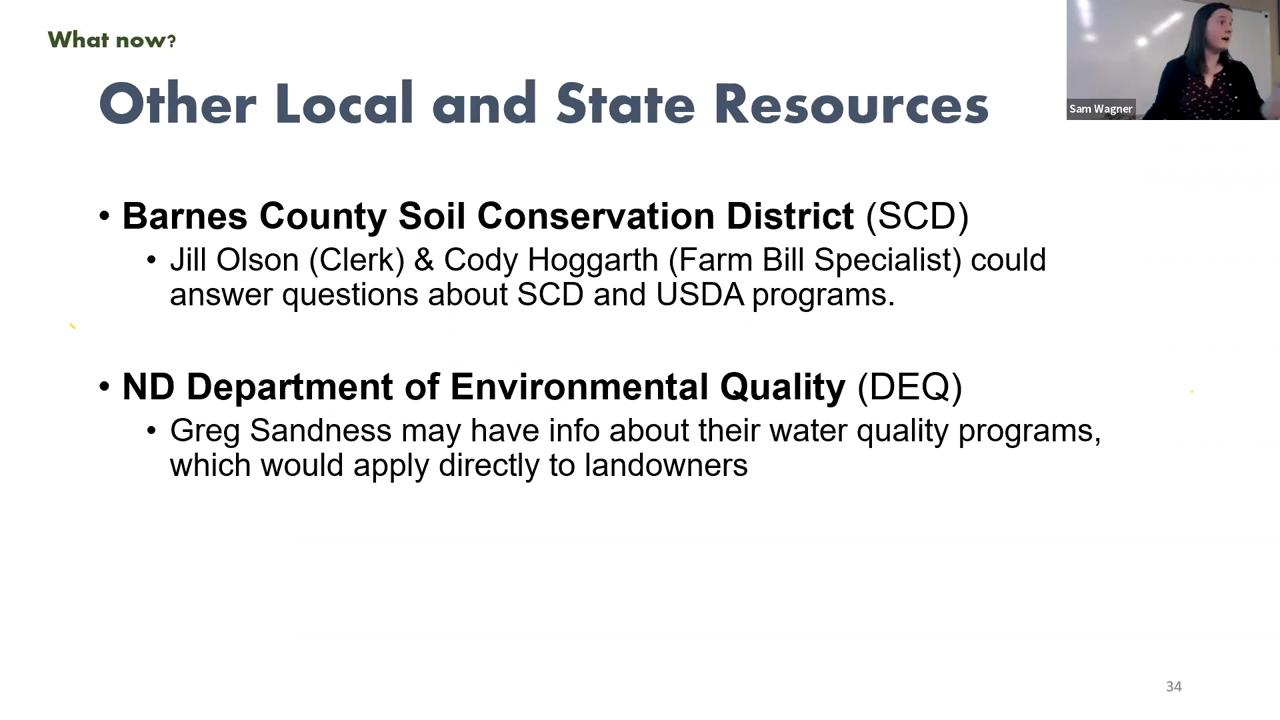 What now?
Other Local and State Resources
Sam Wagner
• Barnes County Soil Conservation District (SCD)
• Jill Olson (Clerk) & Cody Hoggarth (Farm Bill Specialist) could
answer questions about SCD and USDA programs.
• ND Department of Environmental Quality (DEQ)
• Greg Sandness may have info about their water quality programs,
which would apply directly to landowners
34